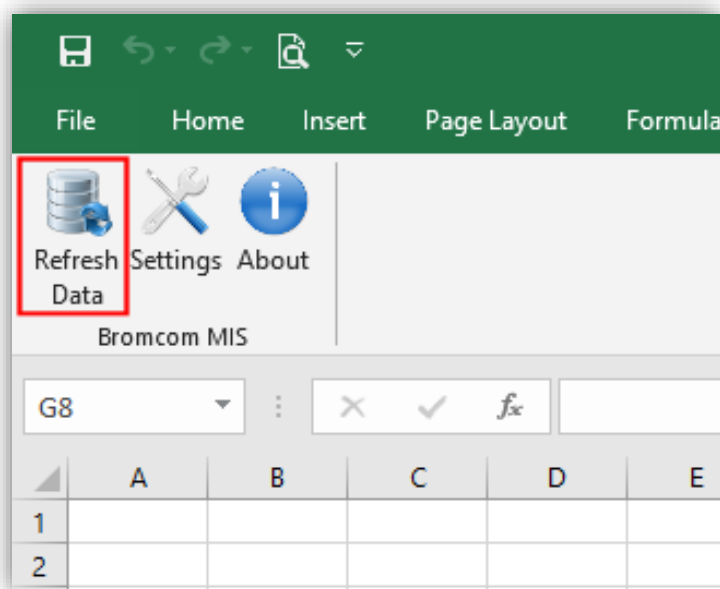 File Home Insert Page Layout Formula
Refresh Settings About
Data
Bromcom MIS
G8 fx
A B C D E
1
2